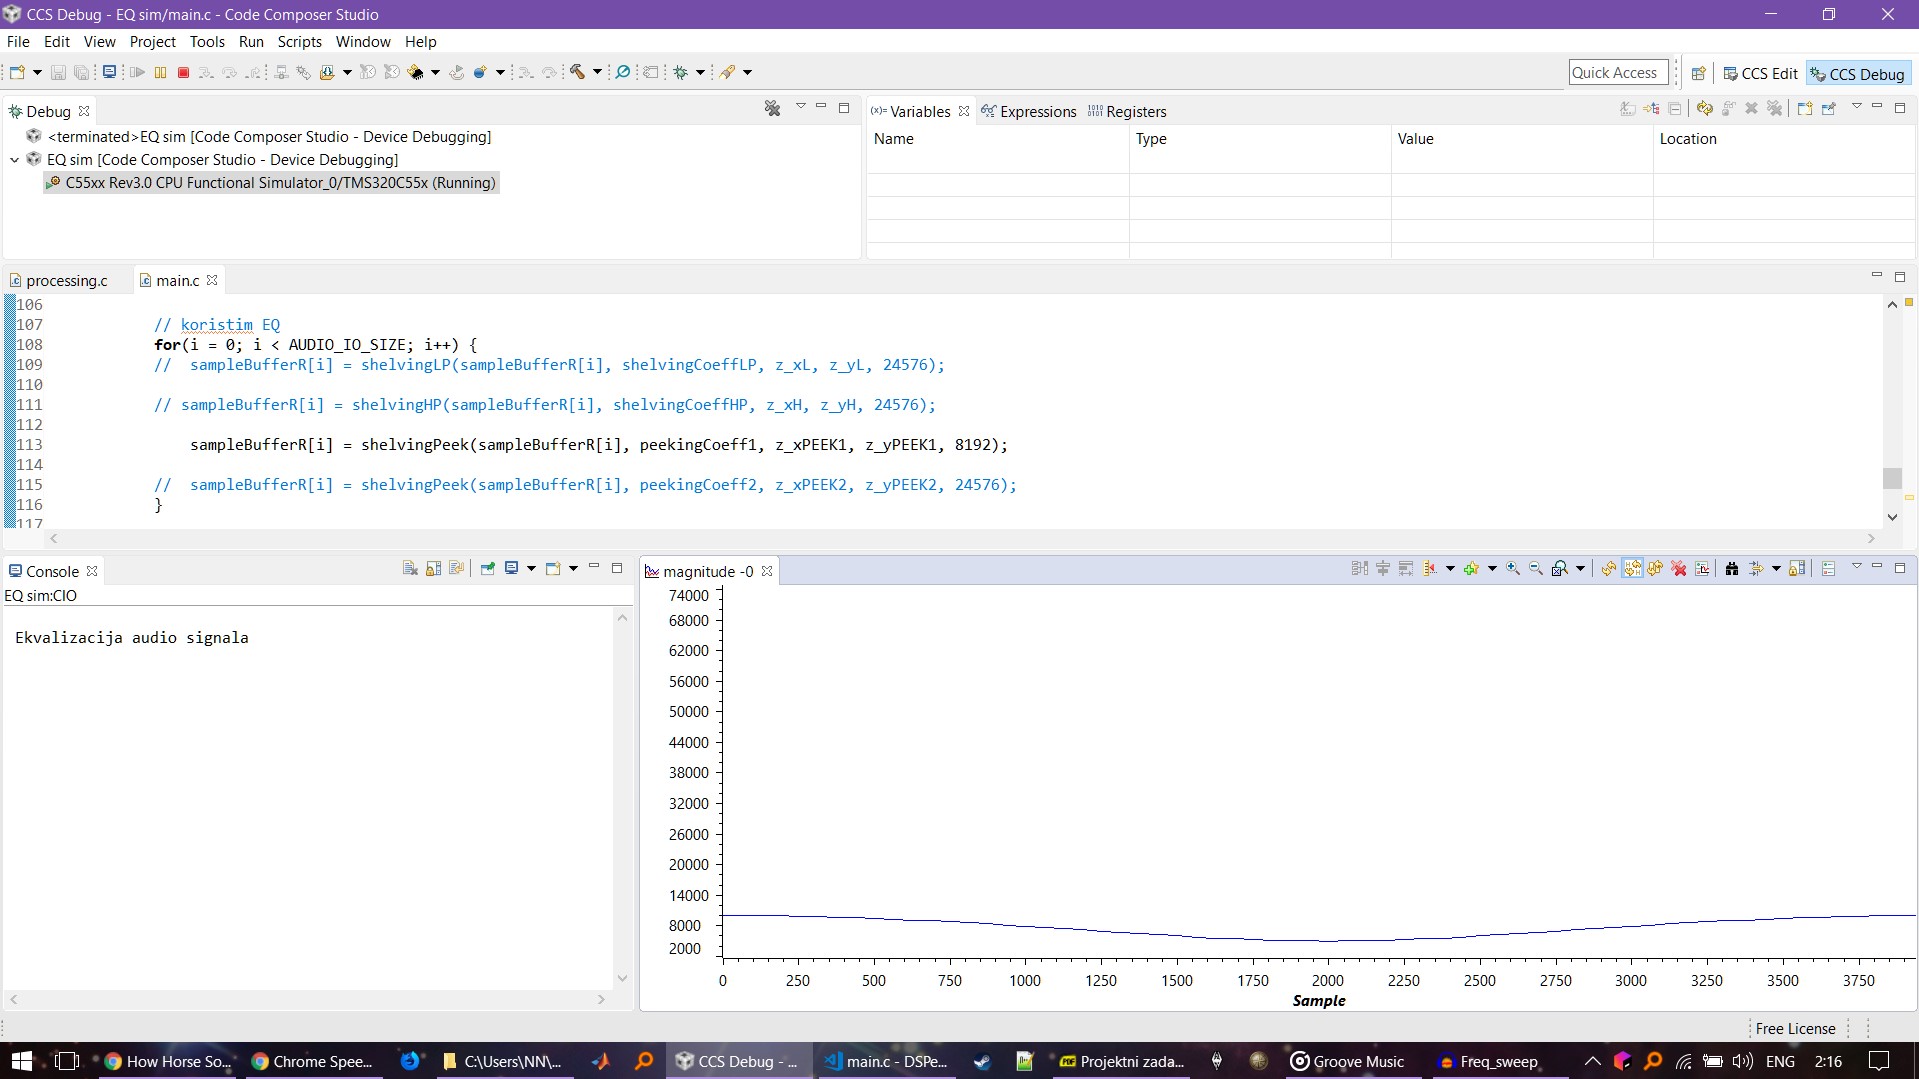 CCS Debug - EQ sim/main.c - Code Composer Studio
File Edit View Project Tools Run Scripts Window Help
Quick Access
CCS Edit
CCS Debug
Debug
<terminated>EQ sim [Code Composer Studio - Device Debugging]
EQ sim [Code Composer Studio - Device Debugging]
C55xx Rev3.0 CPU Functional Simulator_0/TMS320C55x (Running)
(x)= Variables
Expressions
1010 0101 Registers
Name Type Value Location
processing.c
main.c
106
107 // koristim EQ
108 for(i = 0; i < AUDIO_IO_SIZE; i++) {
109 //  sampleBufferR[i] = shelvingLP(sampleBufferR[i], shelvingCoeffLP, z_xL, z_yL, 24576);
110
111 // sampleBufferR[i] = shelvingHP(sampleBufferR[i], shelvingCoeffHP, z_xH, z_yH, 24576);
112
113 sampleBufferR[i] = shelvingPeek(sampleBufferR[i], peekingCoeff1, z_xPEEK1, z_yPEEK1, 8192);
114
115 //  sampleBufferR[i] = shelvingPeek(sampleBufferR[i], peekingCoeff2, z_xPEEK2, z_yPEEK2, 24576);
116 }
117
Console
EQ sim:CIO
Ekvalizacija audio signala
magnitude -0
74000
68000
62000
56000
50000
44000
38000
32000
26000
20000
14000
8000
2000
0 250 500 750 1000 1250 1500 1750 2000 2250 2500 2750 3000 3250 3500 3750
Sample
Free License
How Horse So...
Chrome Spee...
C:\Users\NN\...
CCS Debug - ...
main.c - DSPe...
Projektni zada...
Groove Music
Freq_sweep
ENG
2:16